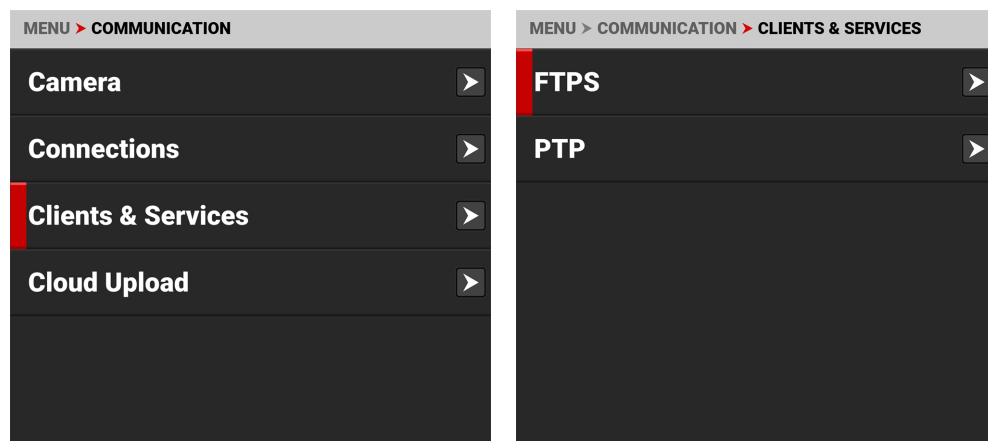 MENU ➤ COMMUNICATION
Camera
Connections
Clients & Services
Cloud Upload
MENU ➤ COMMUNICATION ➤ CLIENTS & SERVICES
FTPS
PTP